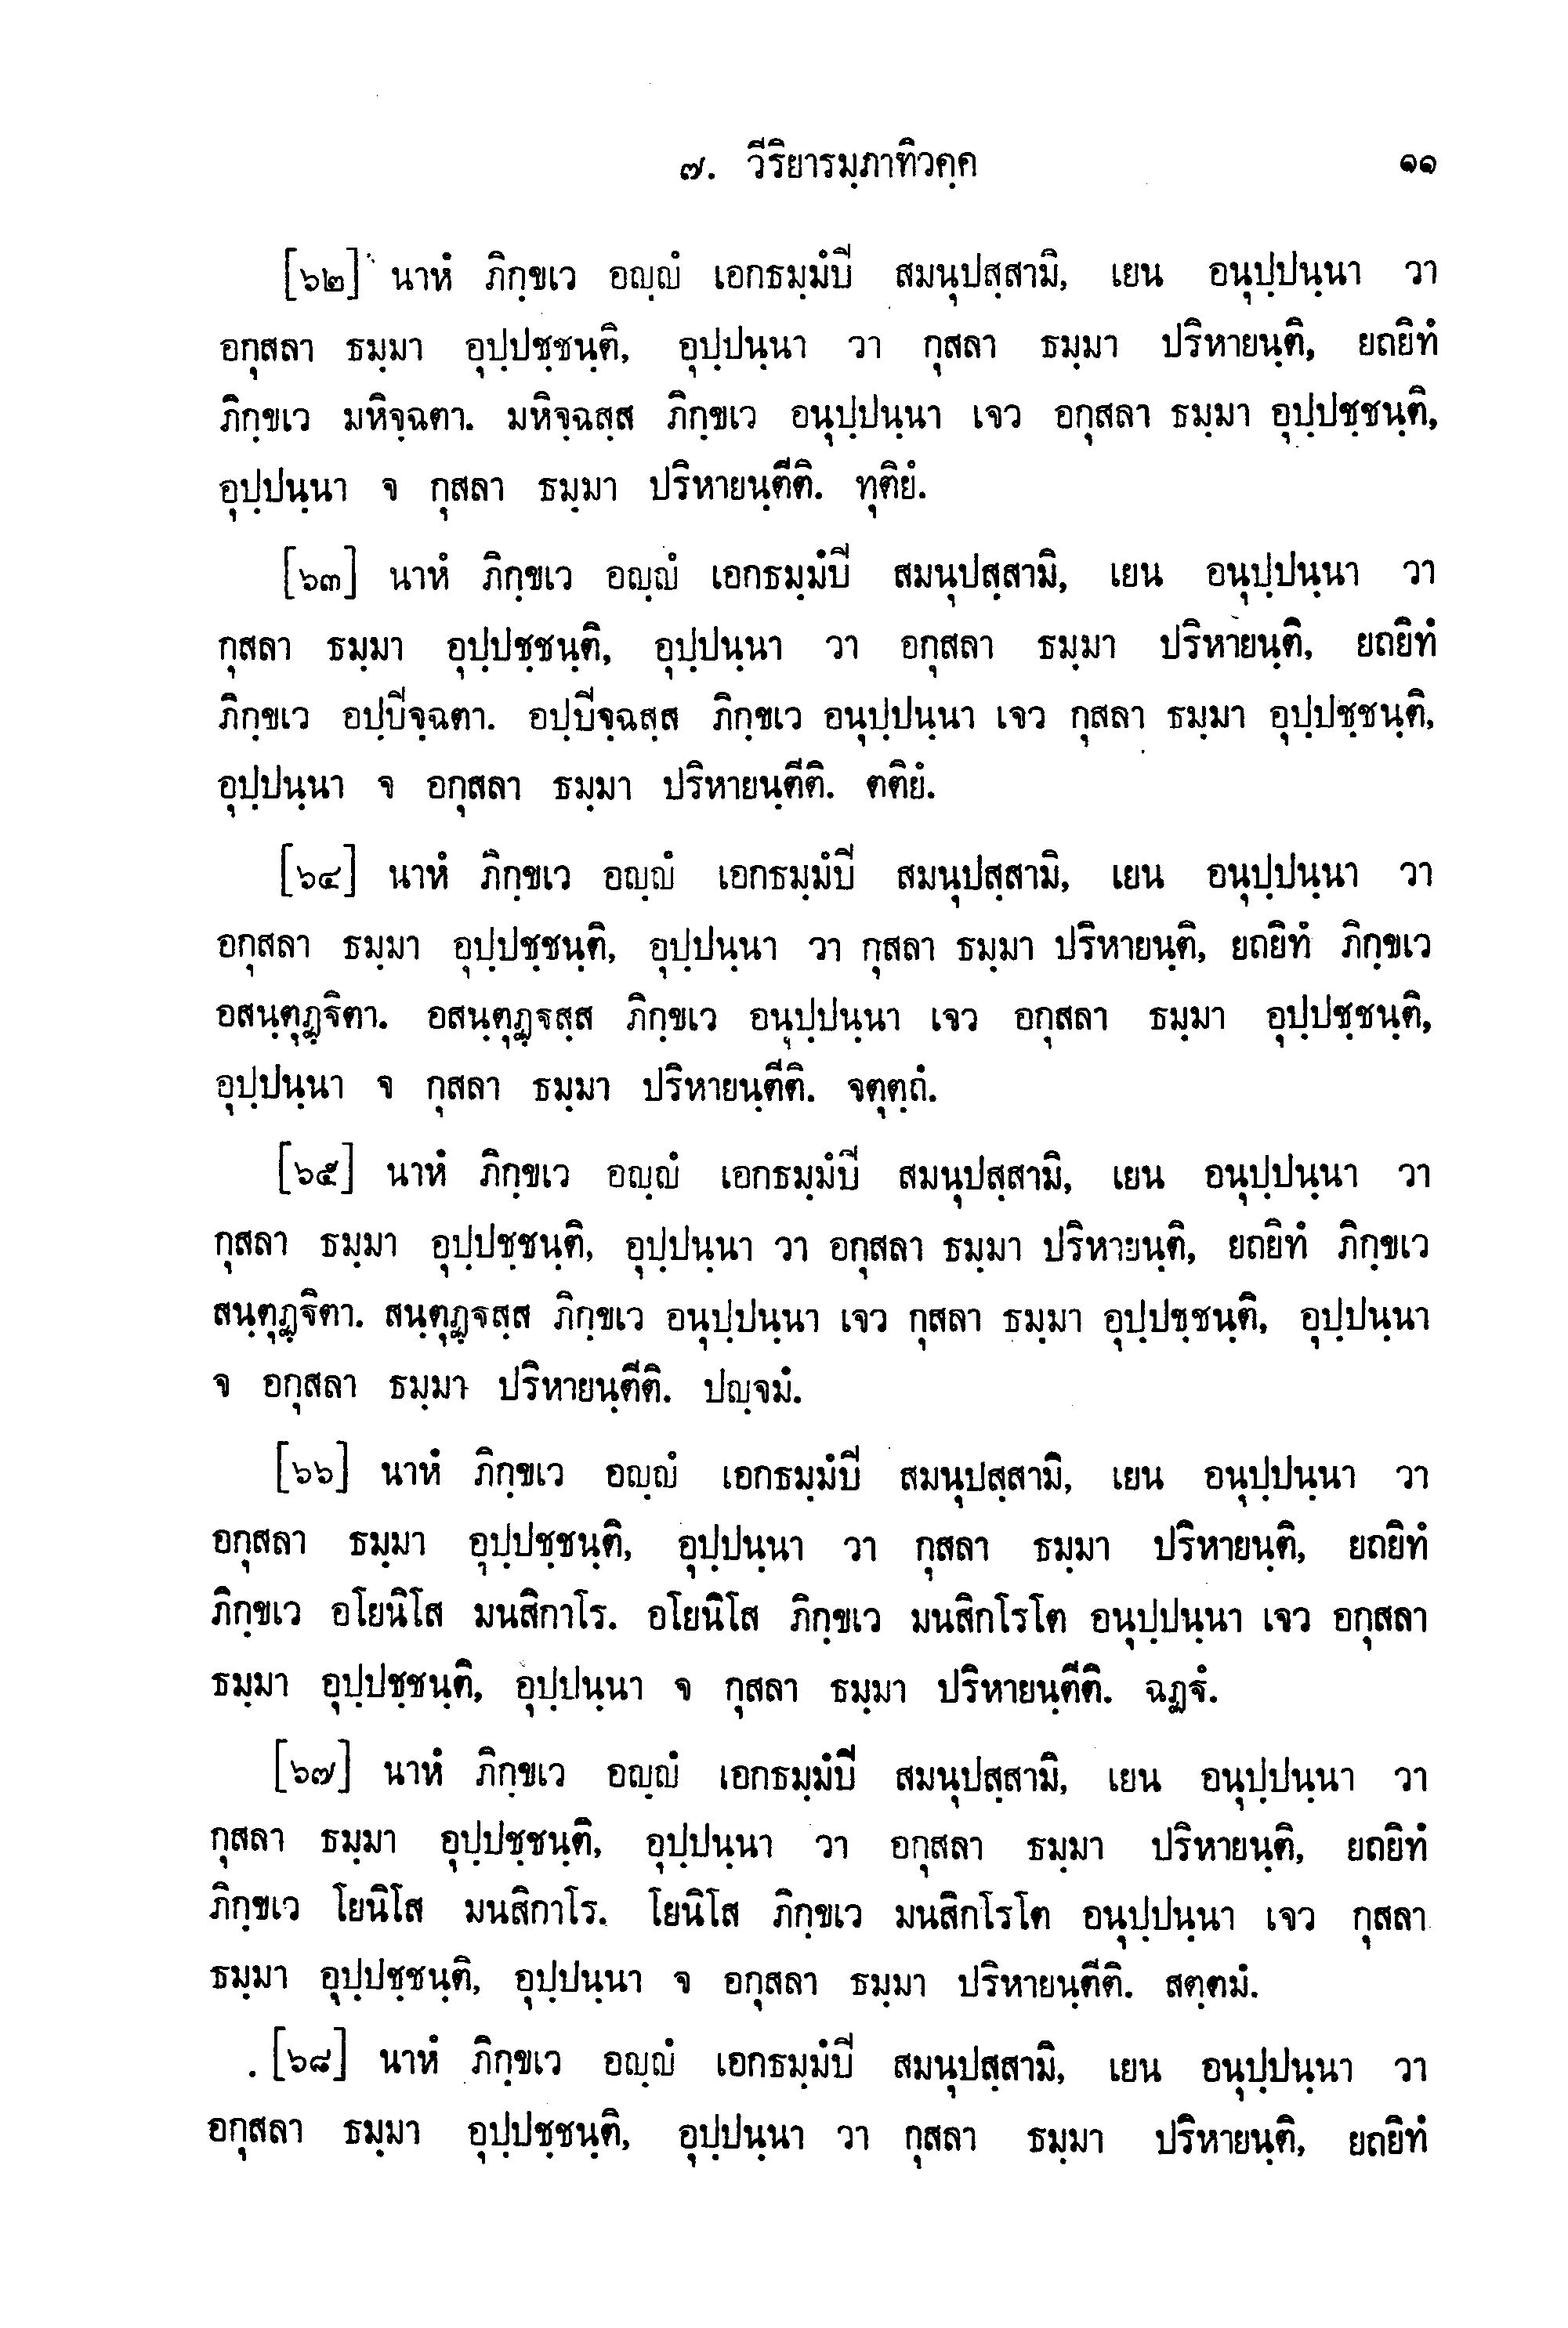 ๗. วีริยารมฺภาทิวคฺค ๑๑
[๖๒] นาหํ ภิกฺขเว อญฺญํ เอกธมฺมํปี สมนุปสฺสามิ, เยน อนุปฺปนฺนา วา
อกุสลา ธมฺมา อุปฺปชฺชนฺติ, อุปฺปนฺนา วา กุสลา ธมฺมา ปริหายนฺติ, ยถยิทํ
ภิกฺขเว มหิจฺฉตา. มหิจฺฉสฺส ภิกฺขเว อนุปฺปนฺนา เจว อกุสลา ธมฺมา อุปฺปชฺชนฺติ,
อุปฺปนฺนา จ กุสลา ธมฺมา ปริหายนฺตีติ. ทุติยํ.
[๖๓] นาหํ ภิกฺขเว อญฺญํ เอกธมฺมํปี สมนุปสฺสามิ, เยน อนุปฺปนฺนา วา
กุสลา ธมฺมา อุปฺปชฺชนฺติ, อุปฺปนฺนา วา อกุสลา ธมฺมา ปริหายนฺติ, ยถยิทํ
ภิกฺขเว อปฺปิจฺฉตา. อปฺปิจฺฉสฺส ภิกฺขเว อนุปฺปนฺนา เจว กุสลา ธมฺมา อุปฺปชฺชนฺติ,
อุปฺปนฺนา จ อกุสลา ธมฺมา ปริหายนฺตีติ. ตติยํ.
[๖๔] นาหํ ภิกฺขเว อญฺญํ เอกธมฺมํปี สมนุปสฺสามิ, เยน อนุปฺปนฺนา วา
อกุสลา ธมฺมา อุปฺปชฺชนฺติ, อุปฺปนฺนา วา กุสลา ธมฺมา ปริหายนฺติ, ยถยิทํ ภิกฺขเว
อสนฺตุฏฺฐิตา. อสนฺตุฏฺฐสฺส ภิกฺขเว อนุปฺปนฺนา เจว อกุสลา ธมฺมา อุปฺปชฺชนฺติ,
อุปฺปนฺนา จ กุสลา ธมฺมา ปริหายนฺตีติ. จตุตฺถํ.
[๖๕] นาหํ ภิกฺขเว อญฺญํ เอกธมฺมํปี สมนุปสฺสามิ, เยน อนุปฺปนฺนา วา
กุสลา ธมฺมา อุปฺปชฺชนฺติ, อุปฺปนฺนา วา อกุสลา ธมฺมา ปริหายนฺติ, ยถยิทํ ภิกฺขเว
สนฺตุฏฺฐิตา. สนฺตุฏฺฐสฺส ภิกฺขเว อนุปฺปนฺนา เจว กุสลา ธมฺมา อุปฺปชฺชนฺติ, อุปฺปนฺนา
จ อกุสลา ธมฺมา ปริหายนฺตีติ. ปญฺจมํ.
[๖๖] นาหํ ภิกฺขเว อญฺญํ เอกธมฺมํปี สมนุปสฺสามิ, เยน อนุปฺปนฺนา วา
อกุสลา ธมฺมา อุปฺปชฺชนฺติ, อุปฺปนฺนา วา กุสลา ธมฺมา ปริหายนฺติ, ยถยิทํ
ภิกฺขเว อโยนิโส มนสิกาโร. อโยนิโส ภิกฺขเว มนสิกโรโต อนุปฺปนฺนา เจว อกุสลา
ธมฺมา อุปฺปชฺชนฺติ, อุปฺปนฺนา จ กุสลา ธมฺมา ปริหายนฺตีติ. ฉฏฺฐํ.
[๖๗] นาหํ ภิกฺขเว อญฺญํ เอกธมฺมํปี สมนุปสฺสามิ, เยน อนุปฺปนฺนา วา
กุสลา ธมฺมา อุปฺปชฺชนฺติ, อุปฺปนฺนา วา อกุสลา ธมฺมา ปริหายนฺติ, ยถยิทํ
ภิกฺขเว โยนิโส มนสิกาโร. โยนิโส ภิกฺขเว มนสิกโรโต อนุปฺปนฺนา เจว กุสลา
ธมฺมา อุปฺปชฺชนฺติ, อุปฺปนฺนา จ อกุสลา ธมฺมา ปริหายนฺตีติ. สตฺตมํ.
[๖๘] นาหํ ภิกฺขเว อญฺญํ เอกธมฺมํปี สมนุปสฺสามิ, เยน อนุปฺปนฺนา วา
อกุสลา ธมฺมา อุปฺปชฺชนฺติ, อุปฺปนฺนา วา กุสลา ธมฺมา ปริหายนฺติ, ยถยิทํ